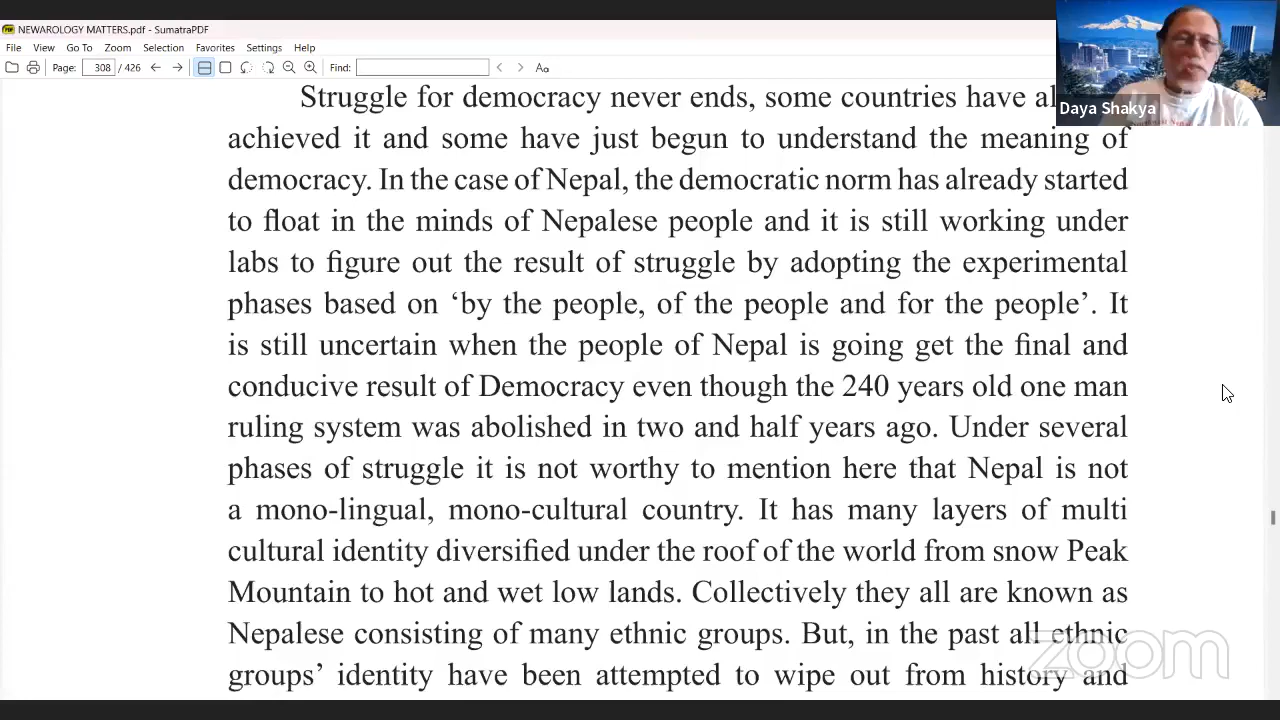 NEWAROLOGY MATTERS.pdf - SumatraPDF
File View Go To Zoom Selection Favorites Settings Help
Page: 308 / 426 Find: Aa
Daya Shakya
Struggle for democracy never ends, some countries have
achieved it and some have just begun to understand the meaning of
democracy. In the case of Nepal, the democratic norm has already started
to float in the minds of Nepalese people and it is still working under
labs to figure out the result of struggle by adopting the experimental
phases based on ‘by the people, of the people and for the people’. It
is still uncertain when the people of Nepal is going get the final and
conducive result of Democracy even though the 240 years old one man
ruling system was abolished in two and half years ago. Under several
phases of struggle it is not worthy to mention here that Nepal is not
a mono-lingual, mono-cultural country. It has many layers of multi
cultural identity diversified under the roof of the world from snow Peak
Mountain to hot and wet low lands. Collectively they all are known as
Nepalese consisting of many ethnic groups. But, in the past all ethnic
groups’ identity have been attempted to wipe out from history and
zoom